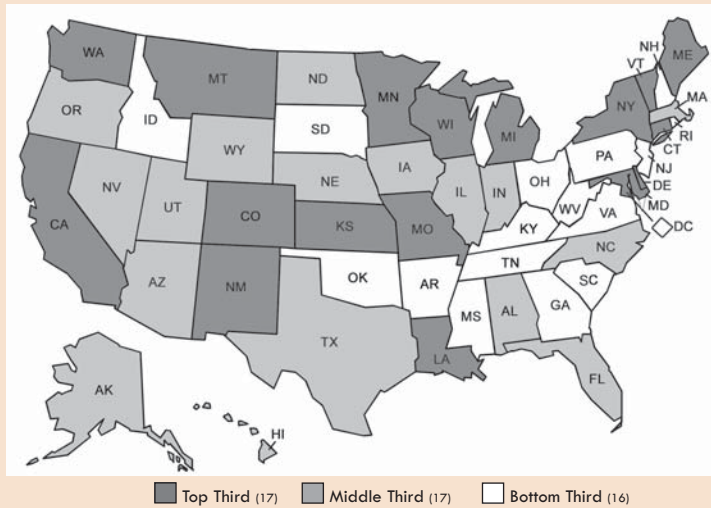 NH
ME
VT
WA
MT
ND
MN
MA
OR
ID
SD
WI
MI
NY
RI
CT
WY
IA
PA
NJ
NE
IL
IN
OH
DE
NV
UT
CO
KS
MO
WV
VA
MD
CA
KY
DC
NC
AZ
NM
OK
AR
TN
SC
MS
AL
GA
TX
LA
FL
AK
HI
Top Third (17) Middle Third (17) Bottom Third (16)